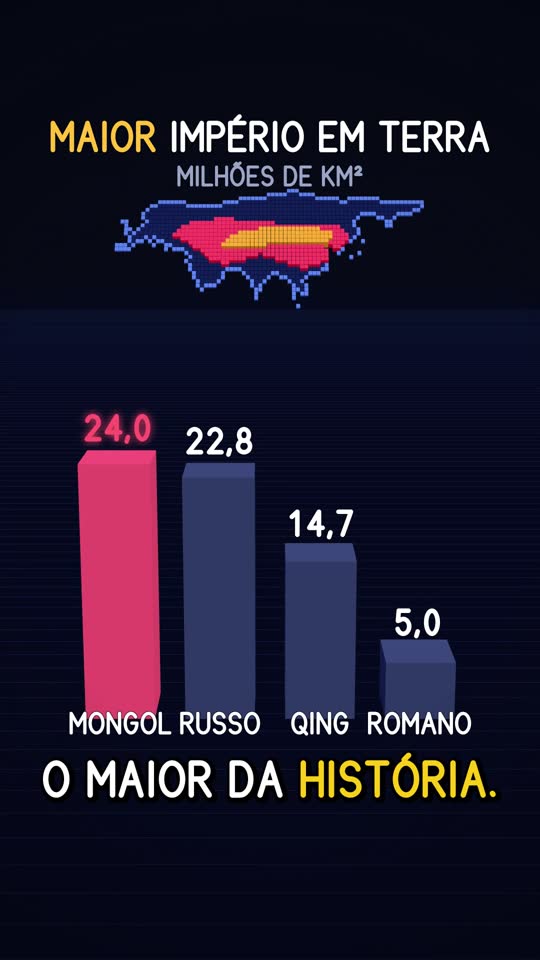 MAIOR IMPÉRIO EM TERRA
MILHÕES DE KM²
24,0
22,8
14,7
5,0
MONGOL RUSSO QING ROMANO
O MAIOR DA HISTÓRIA.